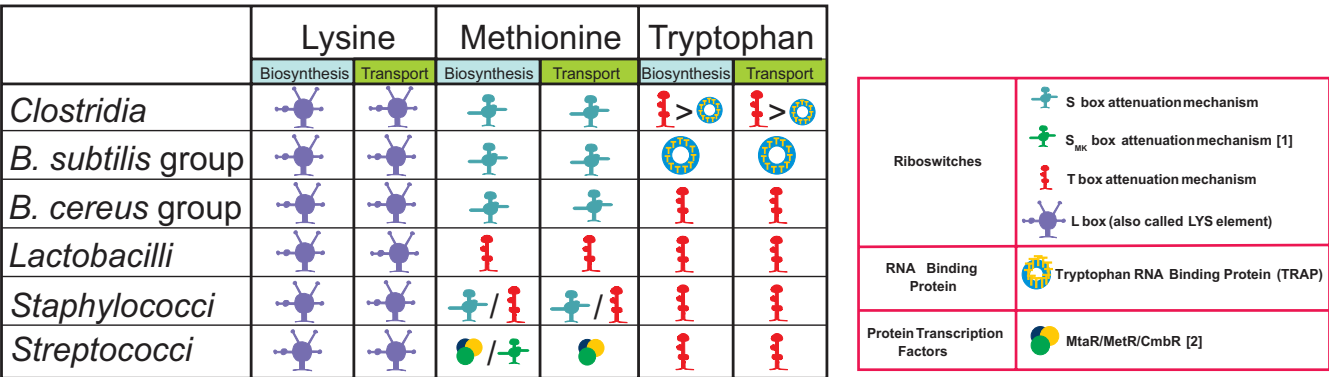 Lysine Methionine Tryptophan
Biosynthesis Transport Biosynthesis Transport Biosynthesis Transport
Clostridia > >
B. subtilis group
B. cereus group
Lactobacilli
Staphylococci / /
Streptococci /
Riboswitches
S box attenuation mechanism
SMK box attenuation mechanism [1]
T box attenuation mechanism
L box (also called LYS element)
RNA Binding
Protein
Tryptophan RNA Binding Protein (TRAP)
Protein Transcription
Factors
MtaR/MetR/CmbR [2]